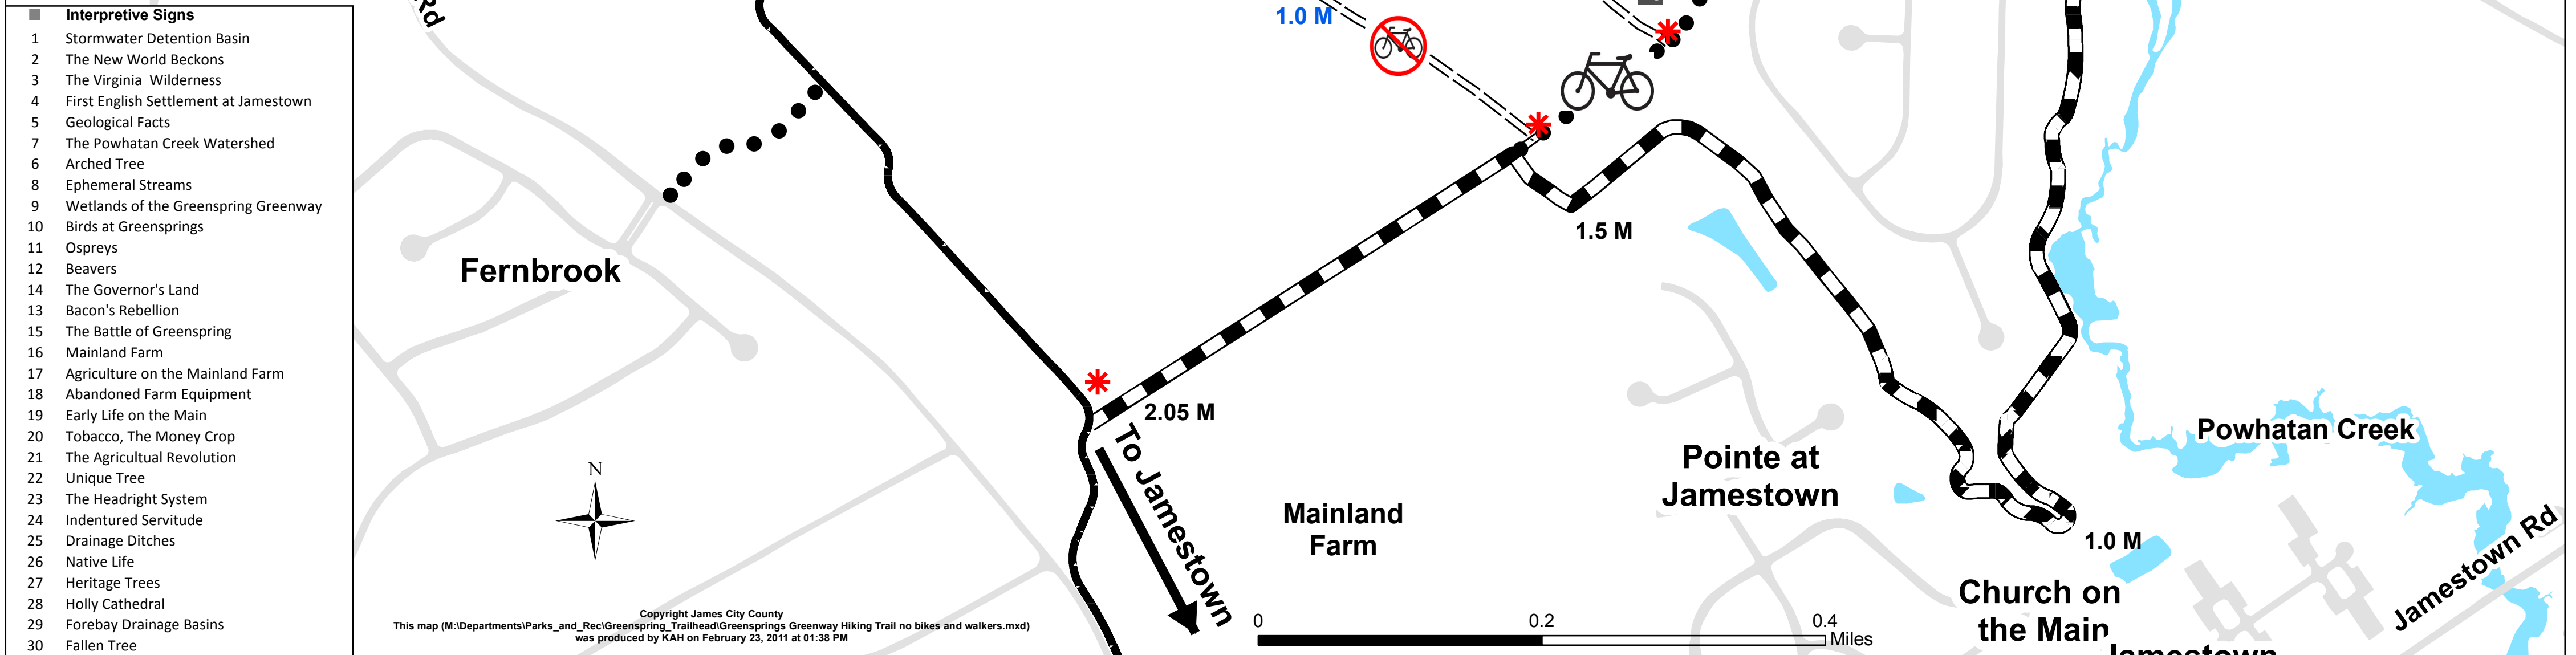 Interpretive Signs
1 Stormwater Detention Basin
2 The New World Beckons
3 The Virginia Wilderness
4 First English Settlement at Jamestown
5 Geological Facts
7 The Powhatan Creek Watershed
6 Arched Tree
8 Ephemeral Streams
9 Wetlands of the Greenspring Greenway
10 Birds at Greensprings
11 Ospreys
12 Beavers
14 The Governor's Land
13 Bacon's Rebellion
15 The Battle of Greenspring
16 Mainland Farm
17 Agriculture on the Mainland Farm
18 Abandoned Farm Equipment
19 Early Life on the Main
20 Tobacco, The Money Crop
21 The Agricultual Revolution
22 Unique Tree
23 The Headright System
24 Indentured Servitude
25 Drainage Ditches
26 Native Life
27 Heritage Trees
28 Holly Cathedral
29 Forebay Drainage Basins
30 Fallen Tree
Rd
1.0 M
1.5 M
Fernbrook
2.05 M
To Jamestown
N
Mainland
Farm
Pointe at
Jamestown
Powhatan Creek
1.0 M
Jamestown Rd
Church on
the Main
Jamestown
Copyright James City County
This map (M:\Departments\Parks_and_Rec\Greenspring_Trailhead\Greensprings Greenway Hiking Trail no bikes and walkers.mxd)
was produced by KAH on February 23, 2011 at 01:38 PM
0 0.2 0.4
Miles